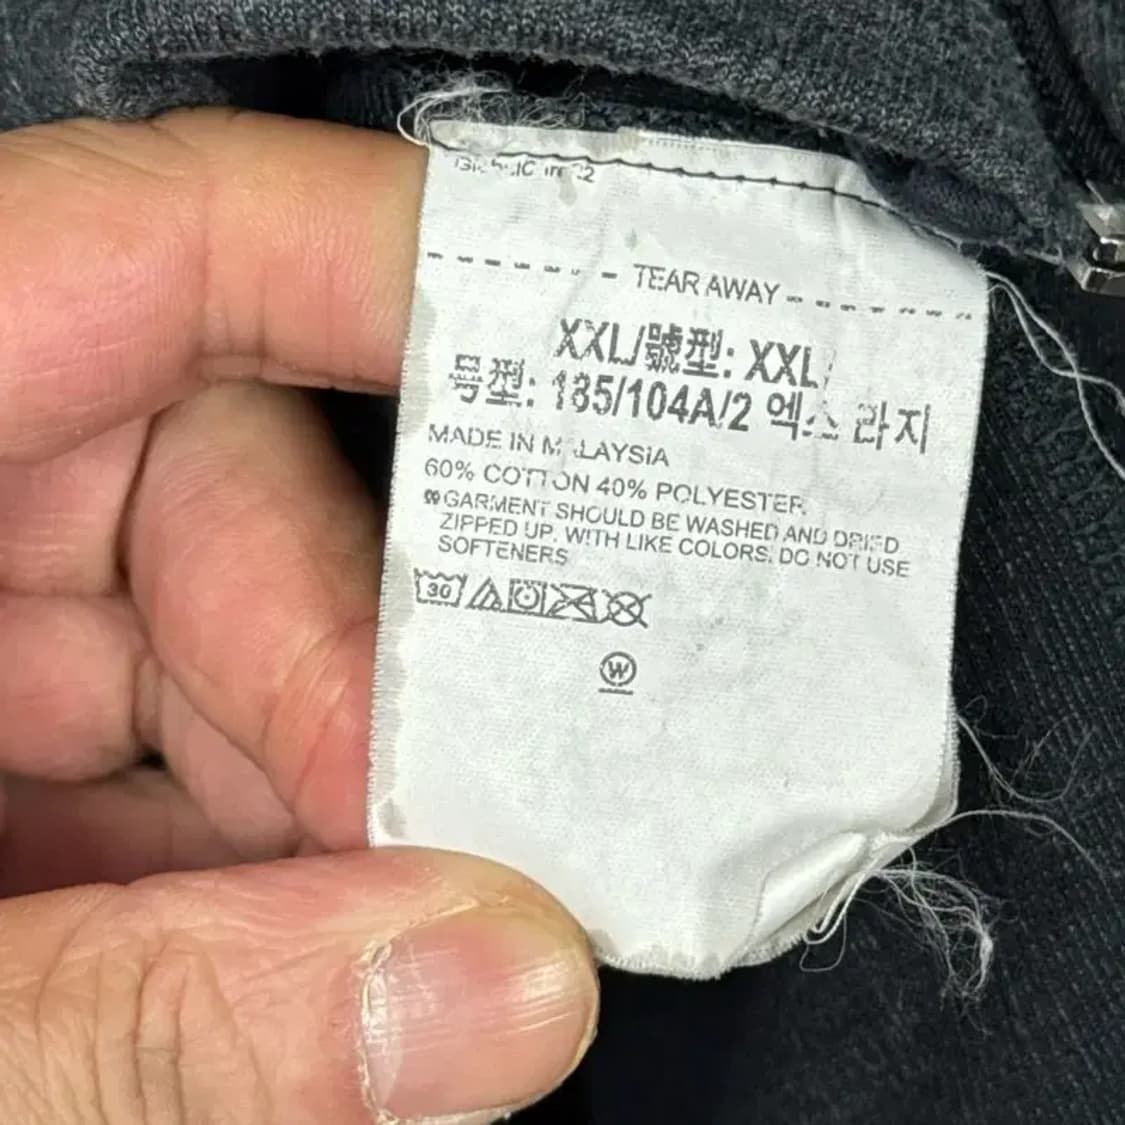 TEAR AWAY
XXL/號型: XXL/
号型: 185/104A/2 엑스 라지
MADE IN MALAYSIA
60% COTTON 40% POLYESTER
GARMENT SHOULD BE WASHED AND DRIED
ZIPPED UP. WITH LIKE COLORS. DO NOT USE
SOFTENERS
30
W